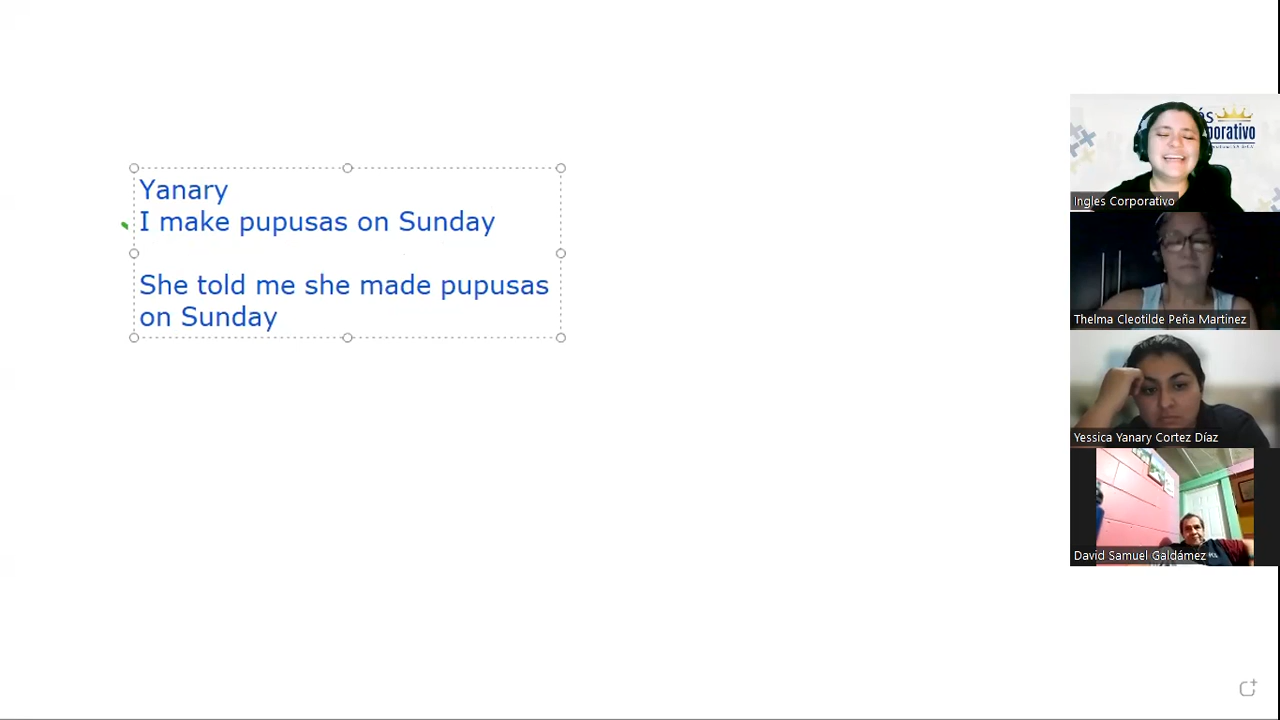 Yanary
I make pupusas on Sunday
She told me she made pupusas
on Sunday
Ingles Corporativo
Thelma Cleotilde Peña Martinez
Yessica Yanary Cortez Díaz
David Samuel Galdámez